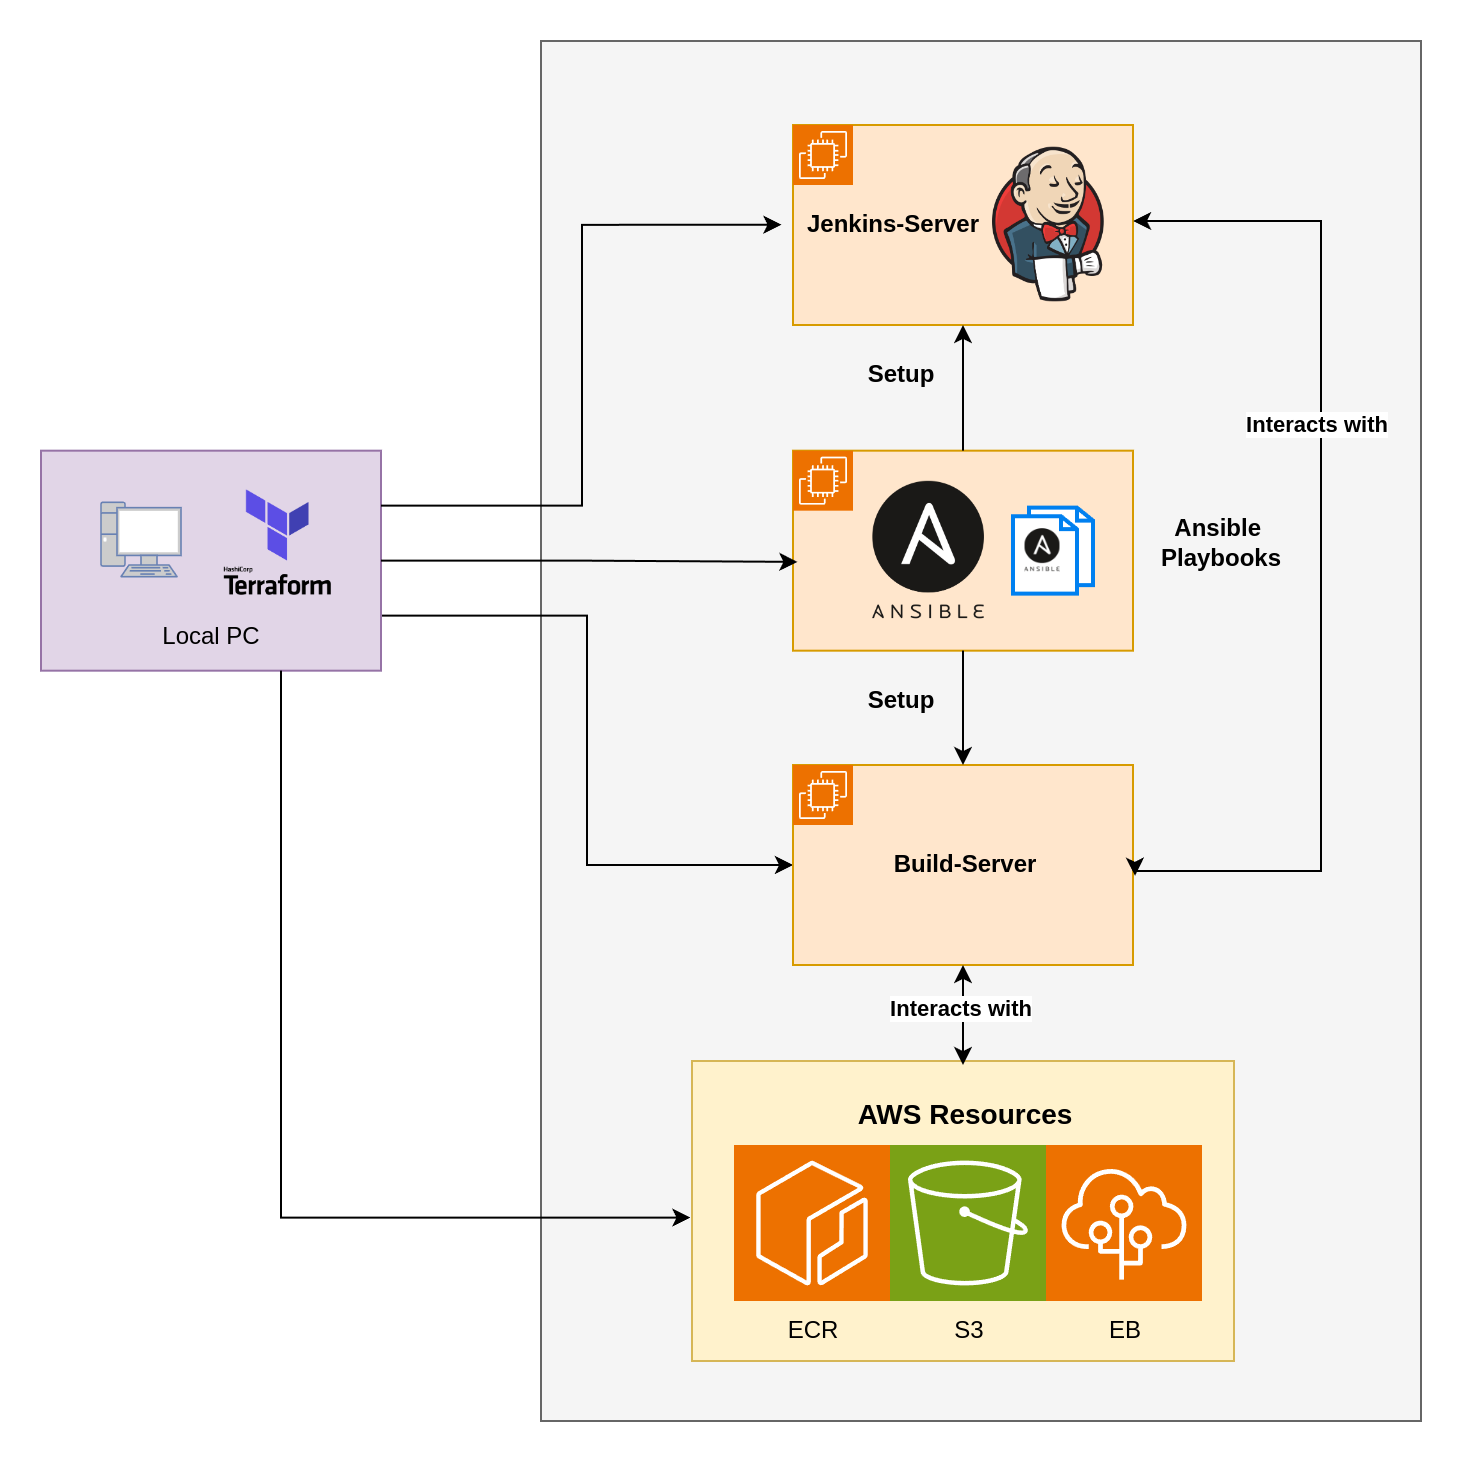 Jenkins-Server
Setup
Interacts with
HashiCorp
Terraform
Local PC
ANSIBLE
ANSIBLE
Ansible
Playbooks
Setup
Build-Server
Interacts with
AWS Resources
ECR
S3
EB